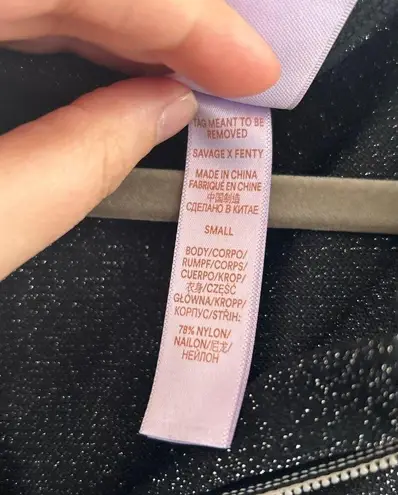 TAG MEANT TO BE
REMOVED
SAVAGE X FENTY
MADE IN CHINA
FABRIQUÉ EN CHINE
中国制造
СДЕЛАНО В КИТАЕ
SMALL
BODY/CORPO/
RUMPF/CORPS/
CUERPO/KROP/
衣身/CZĘŚĆ
GŁÓWNA/KROPP/
КОРПУС/STŘIH:
78% NYLON/
NAILON/尼龙/
НЕЙЛОН